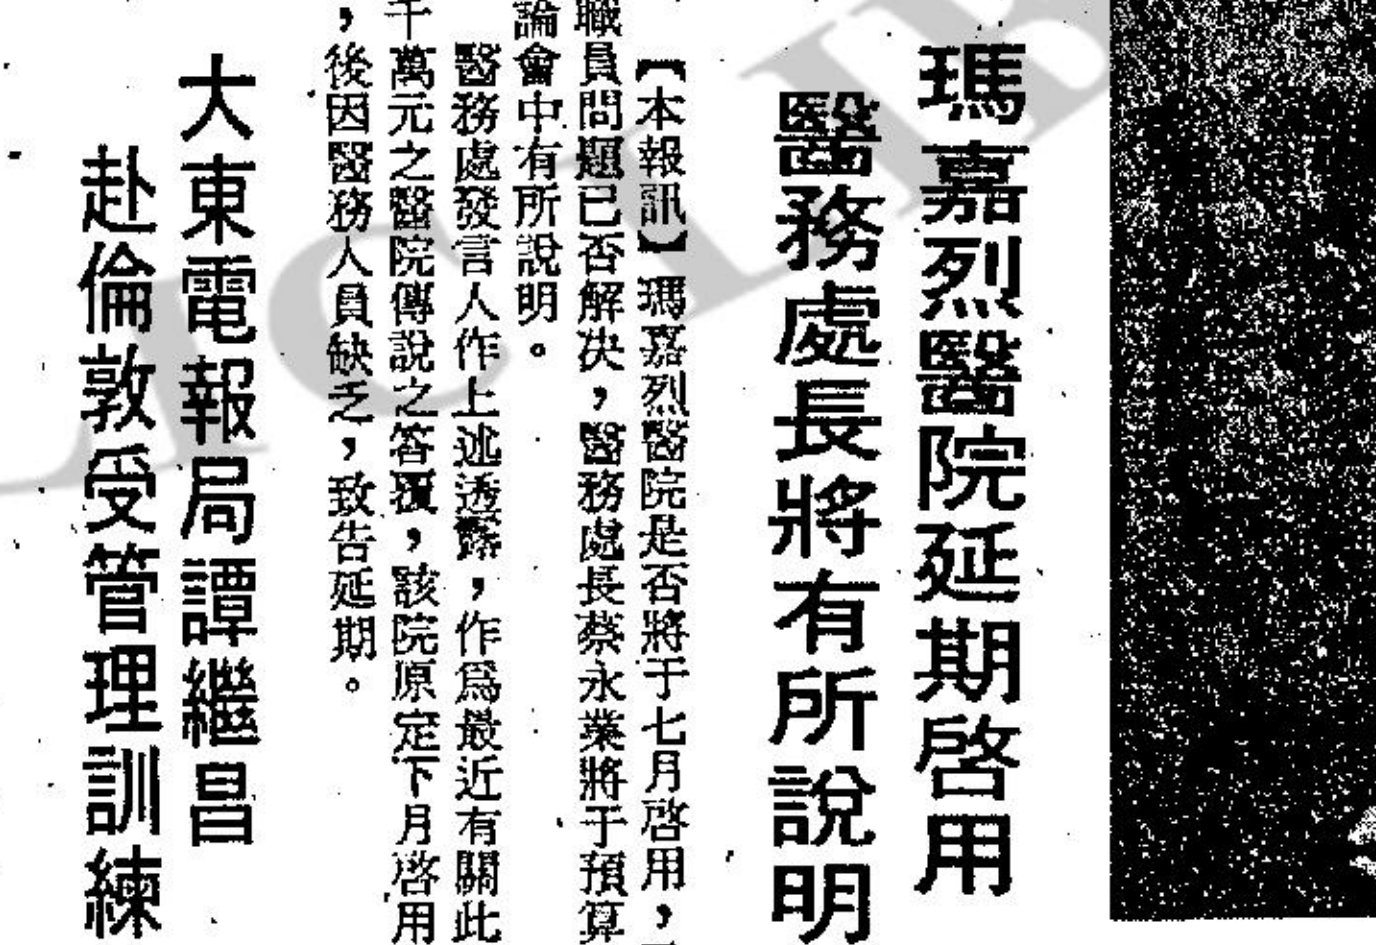 瑪嘉烈醫院延期啓用
醫務處長將有所說明
【本報訊】瑪嘉烈醫院是否將于七月啓用，
職員問題已否解决，醫務處長蔡永業將于預算
論會中有所說明。
醫務處發言人作上述透露，作爲最近有關此
千萬元之醫院傳說之答覆，該院原定下月啓用
，後因醫務人員缺乏，致告延期。
大東電報局譚繼昌
赴倫敦受管理訓練